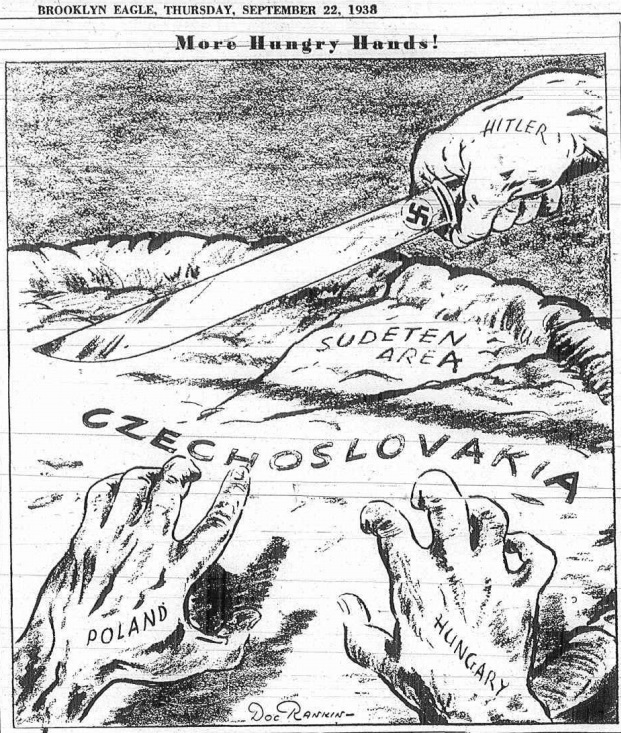 BROOKLYN EAGLE, THURSDAY, SEPTEMBER 22, 1938
More Hungry Hands!
HITLER
SUDETEN
AREA
CZECHOSLOVAKIA
POLAND
HUNGARY
Doc Rankin